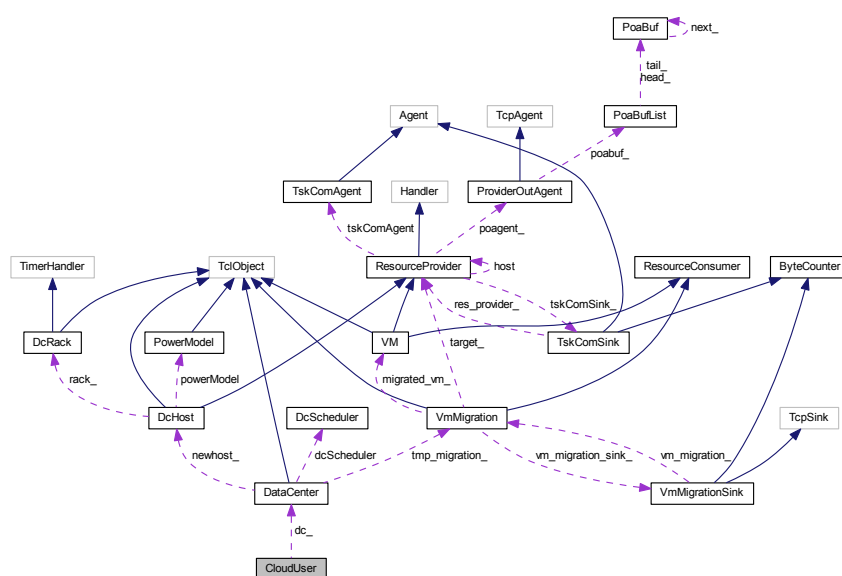 PoaBuf
next_
tail_
head_
Agent
TcpAgent
PoaBufList
poabuf_
TskComAgent
Handler
ProviderOutAgent
tskComAgent
poagent_
TimerHandler
TclObject
ResourceProvider
host
ResourceConsumer
ByteCounter
res_provider_
tskComSink_
DcRack
PowerModel
VM
target_
TskComSink
rack_
powerModel
migrated_vm_
DcHost
DcScheduler
VmMigration
TcpSink
newhost_
dcScheduler
tmp_migration_
vm_migration_sink_
vm_migration_
DataCenter
VmMigrationSink
dc_
CloudUser